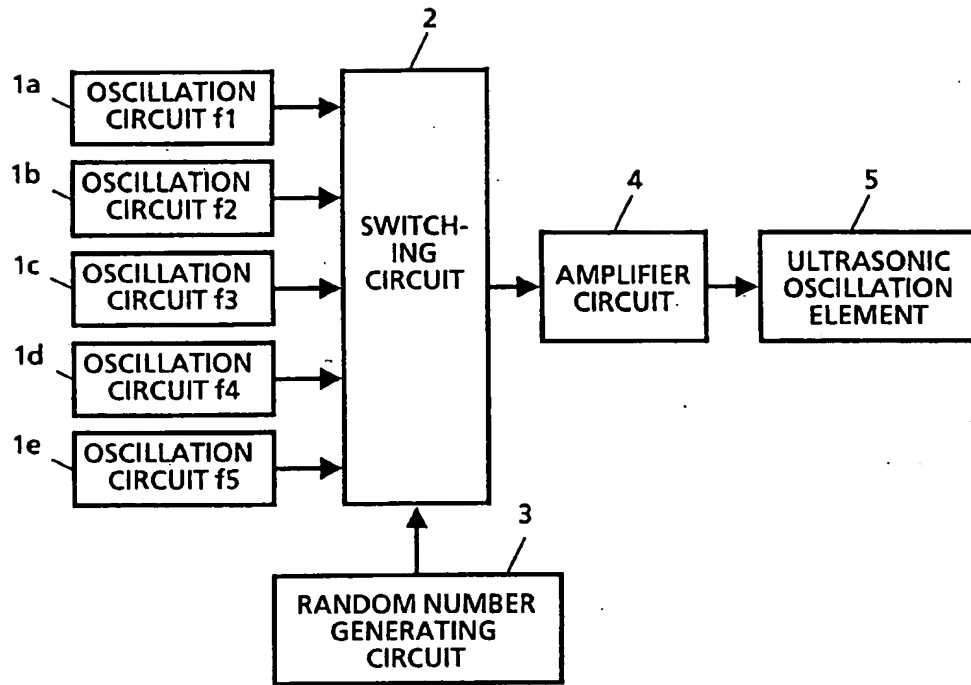 2
1a
OSCILLATION
CIRCUIT f1
1b
OSCILLATION
CIRCUIT f2
1c
OSCILLATION
CIRCUIT f3
1d
OSCILLATION
CIRCUIT f4
1e
OSCILLATION
CIRCUIT f5
SWITCH-
ING
CIRCUIT
4
AMPLIFIER
CIRCUIT
5
ULTRASONIC
OSCILLATION
ELEMENT
3
RANDOM NUMBER
GENERATING
CIRCUIT